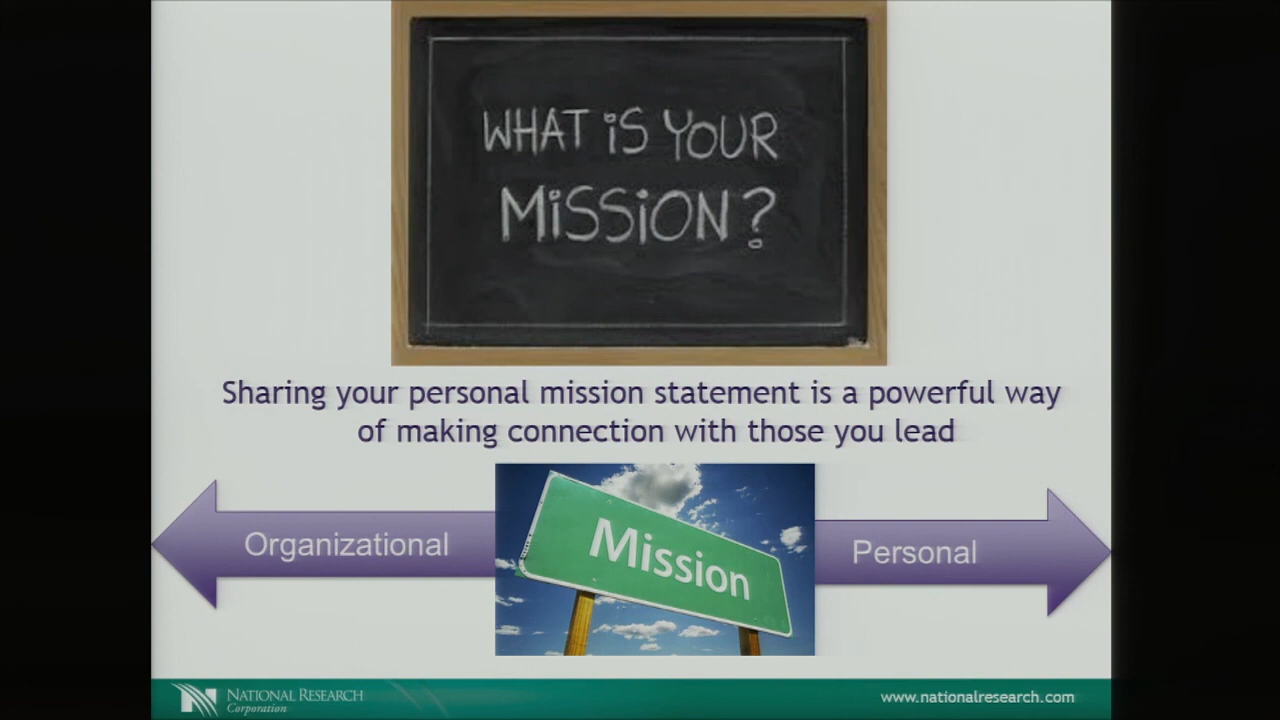 WHAT iS YOUR
MiSSiON?
Sharing your personal mission statement is a powerful way
of making connection with those you lead
Organizational
Mission
Personal
NATIONAL RESEARCH
Corporation
www.nationalresearch.com